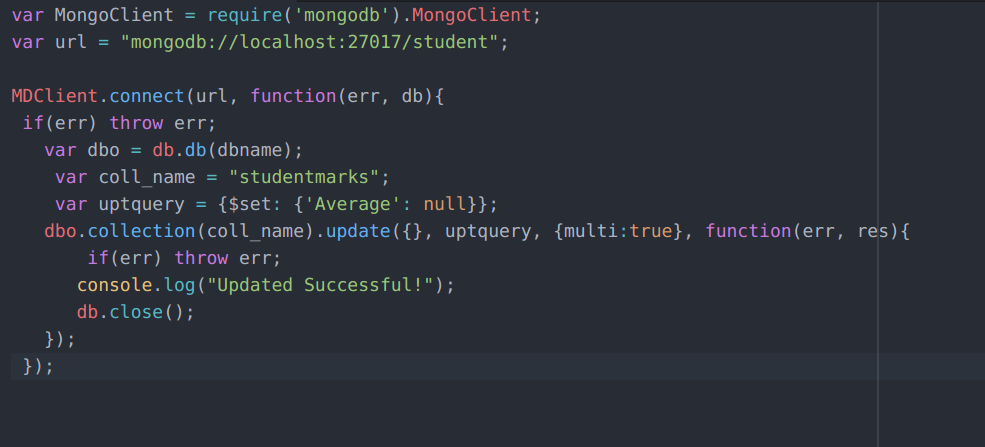 var MongoClient = require('mongodb').MongoClient;
var url = "mongodb://localhost:27017/student";
MDClient.connect(url, function(err, db){
if(err) throw err;
var dbo = db.db(dbname);
var coll_name = "studentmarks";
var uptquery = {$set: {'Average': null}};
dbo.collection(coll_name).update({}, uptquery, {multi:true}, function(err, res){
if(err) throw err;
console.log("Updated Successful!");
db.close();
});
});